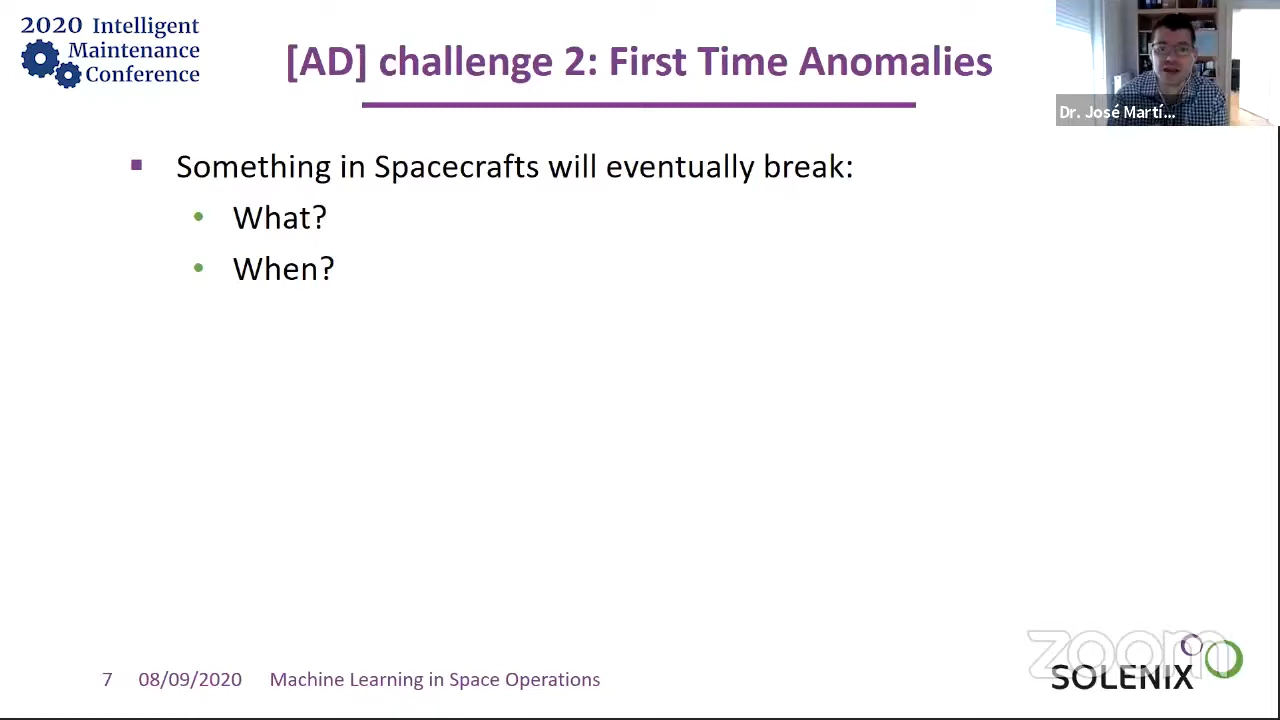 2020 Intelligent
Maintenance
Conference
[AD] challenge 2: First Time Anomalies
Dr. José Martí...
Something in Spacecrafts will eventually break:
What?
When?
zoom
SOLENIX
7 08/09/2020 Machine Learning in Space Operations